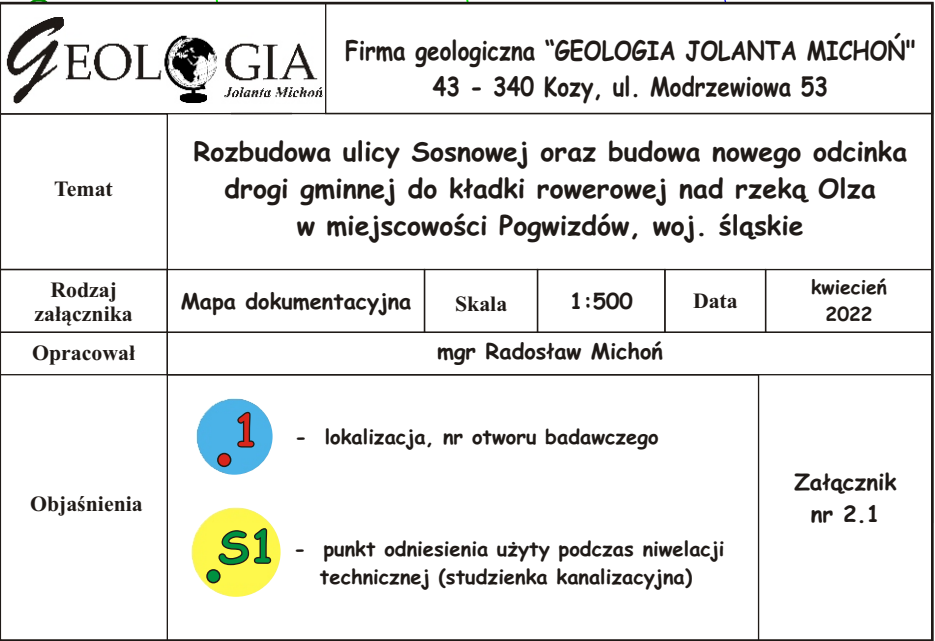 GEOLOGIA
Jolanta Michoń
Firma geologiczna “GEOLOGIA JOLANTA MICHOŃ"
43 - 340 Kozy, ul. Modrzewiowa 53
Temat
Rozbudowa ulicy Sosnowej oraz budowa nowego odcinka
drogi gminnej do kładki rowerowej nad rzeką Olza
w miejscowości Pogwizdów, woj. śląskie
Rodzaj
załącznika
Mapa dokumentacyjna
Skala
1:500
Data
kwiecień
2022
Opracował
mgr Radosław Michoń
Objaśnienia
1
- lokalizacja, nr otworu badawczego
S1
- punkt odniesienia użyty podczas niwelacji
technicznej (studzienka kanalizacyjna)
Załącznik
nr 2.1